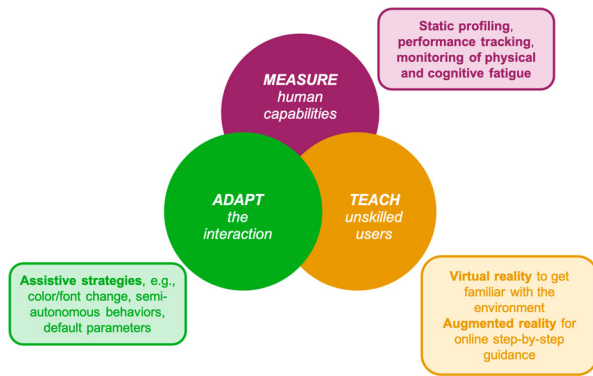 Static profiling,
performance tracking,
monitoring of physical
and cognitive fatigue
MEASURE
human
capabilities
ADAPT
the
interaction
TEACH
unskilled
users
Assistive strategies, e.g.,
color/font change, semi-
autonomous behaviors,
default parameters
Virtual reality to get
familiar with the
environment
Augmented reality for
online step-by-step
guidance